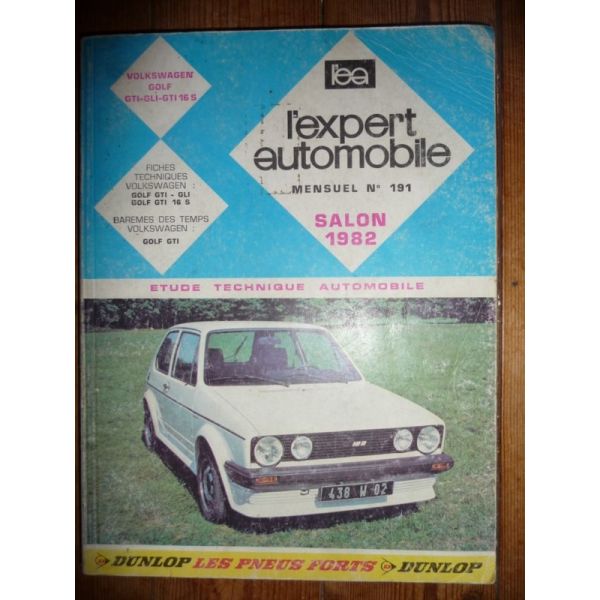 VOLKSWAGEN
GOLF
GTI-GLI-GTI 16 S
l'ea
l'expert
automobile
MENSUEL N° 191
SALON
1982
FICHES
TECHNIQUES
VOLKSWAGEN :
GOLF GTI - GLI
GOLF GTI 16 S
BAREMES DES TEMPS
VOLKSWAGEN :
GOLF GTI
ETUDE TECHNIQUE AUTOMOBILE
438 W 02
DUNLOP LES PNEUS FORTS DUNLOP